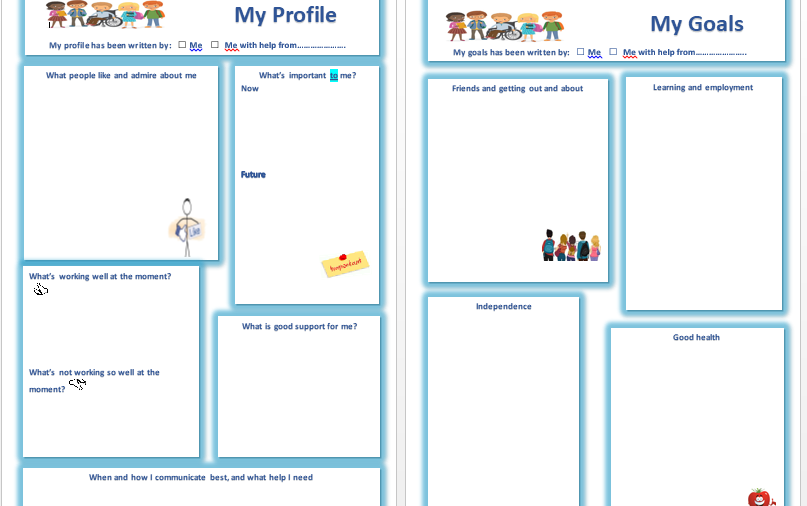 My Profile
My profile has been written by: ☐ Me ☐ Me with help from......................
What people like and admire about me
What's important to me?
Now
Future
Important
What's working well at the moment?
What's not working so well at the
moment?
What is good support for me?
When and how I communicate best, and what help I need
My Goals
My goals has been written by: ☐ Me ☐ Me with help from......................
Friends and getting out and about
Learning and employment
Independence
Good health